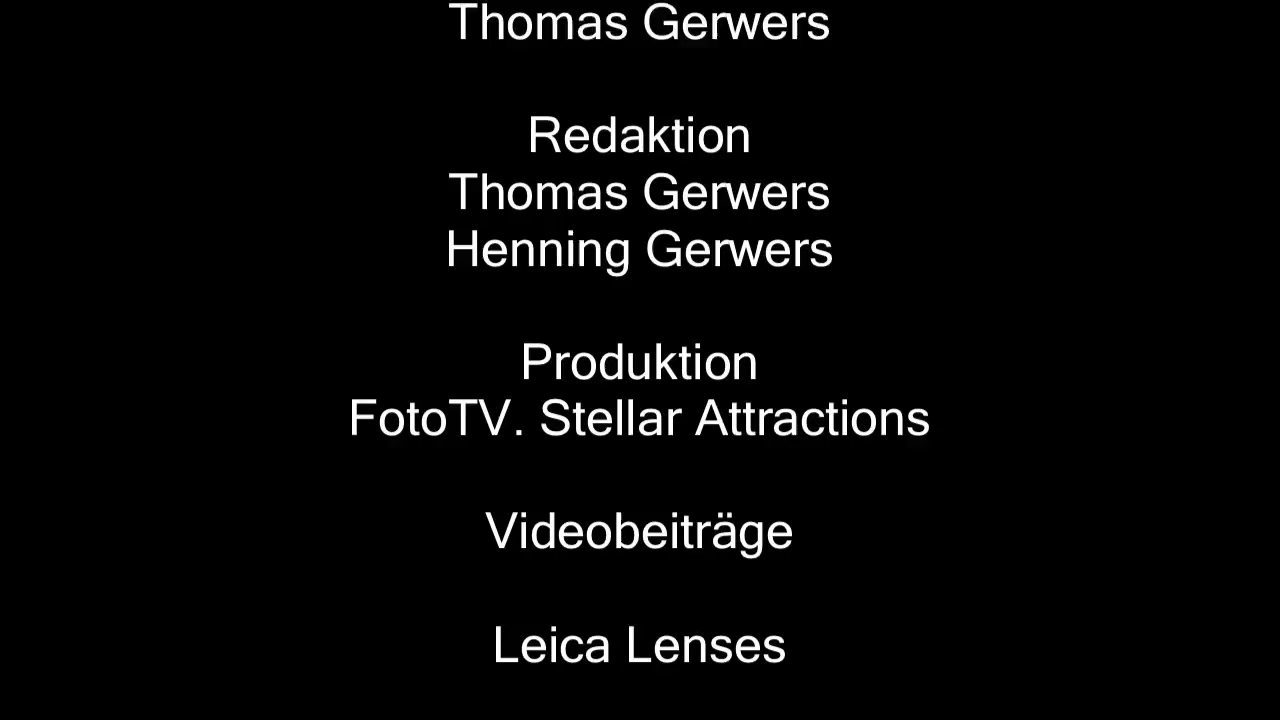 Thomas Gerwers
Redaktion
Thomas Gerwers
Henning Gerwers
Produktion
FotoTV. Stellar Attractions
Videobeiträge
Leica Lenses